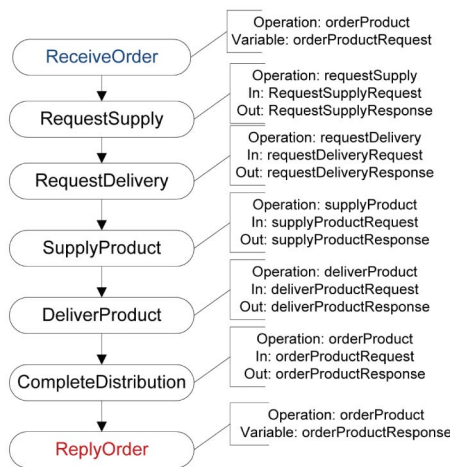 Operation: orderProduct
Variable: orderProductRequest
ReceiveOrder
Operation: requestSupply
In: RequestSupplyRequest
Out: RequestSupplyResponse
RequestSupply
Operation: requestDelivery
In: requestDeliveryRequest
Out: requestDeliveryResponse
RequestDelivery
Operation: supplyProduct
In: supplyProductRequest
Out: supplyProductResponse
SupplyProduct
Operation: deliverProduct
In: deliverProductRequest
Out: deliverProductResponse
DeliverProduct
Operation: orderProduct
In: orderProductRequest
Out: orderProductResponse
CompleteDistribution
Operation: orderProduct
Variable: orderProductResponse
ReplyOrder